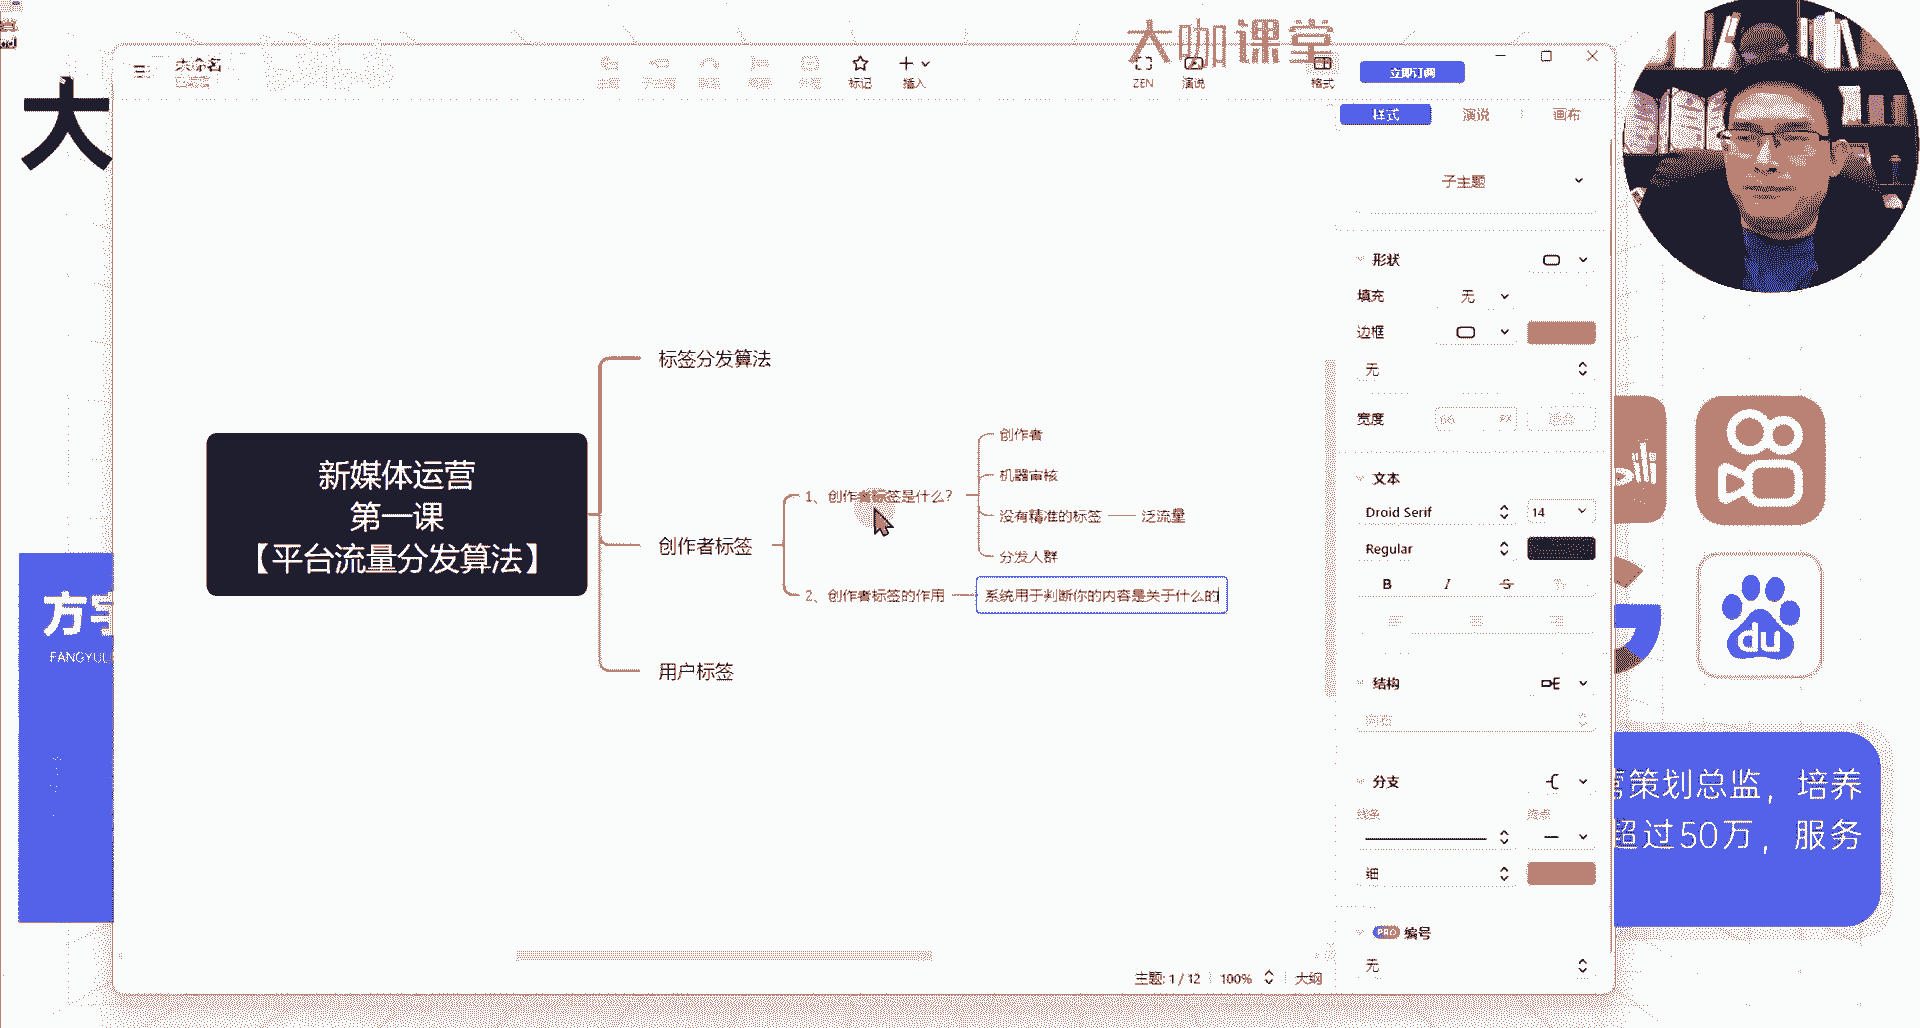 大咖课堂
大
未命名
标记
插入
ZEN
演说
格式
立即订阅
样式
演说
画布
子主题
形状
填充
无
边框
无
宽度
66
PX
文本
Droid Serif
14
Regular
B
I
S
结构
分支
线条
终点
细
PRO 编号
无
标签分发算法
新媒体运营
第一课
【平台流量分发算法】
创作者标签
用户标签
1、创作者标签是什么?
创作者
机器审核
没有精准的标签
泛流量
分发人群
2、创作者标签的作用
系统用于判断你的内容是关于什么的
主题: 1 / 12
100%
大纲
方宇
FANGYU
du
策划总监，培养
超过50万，服务